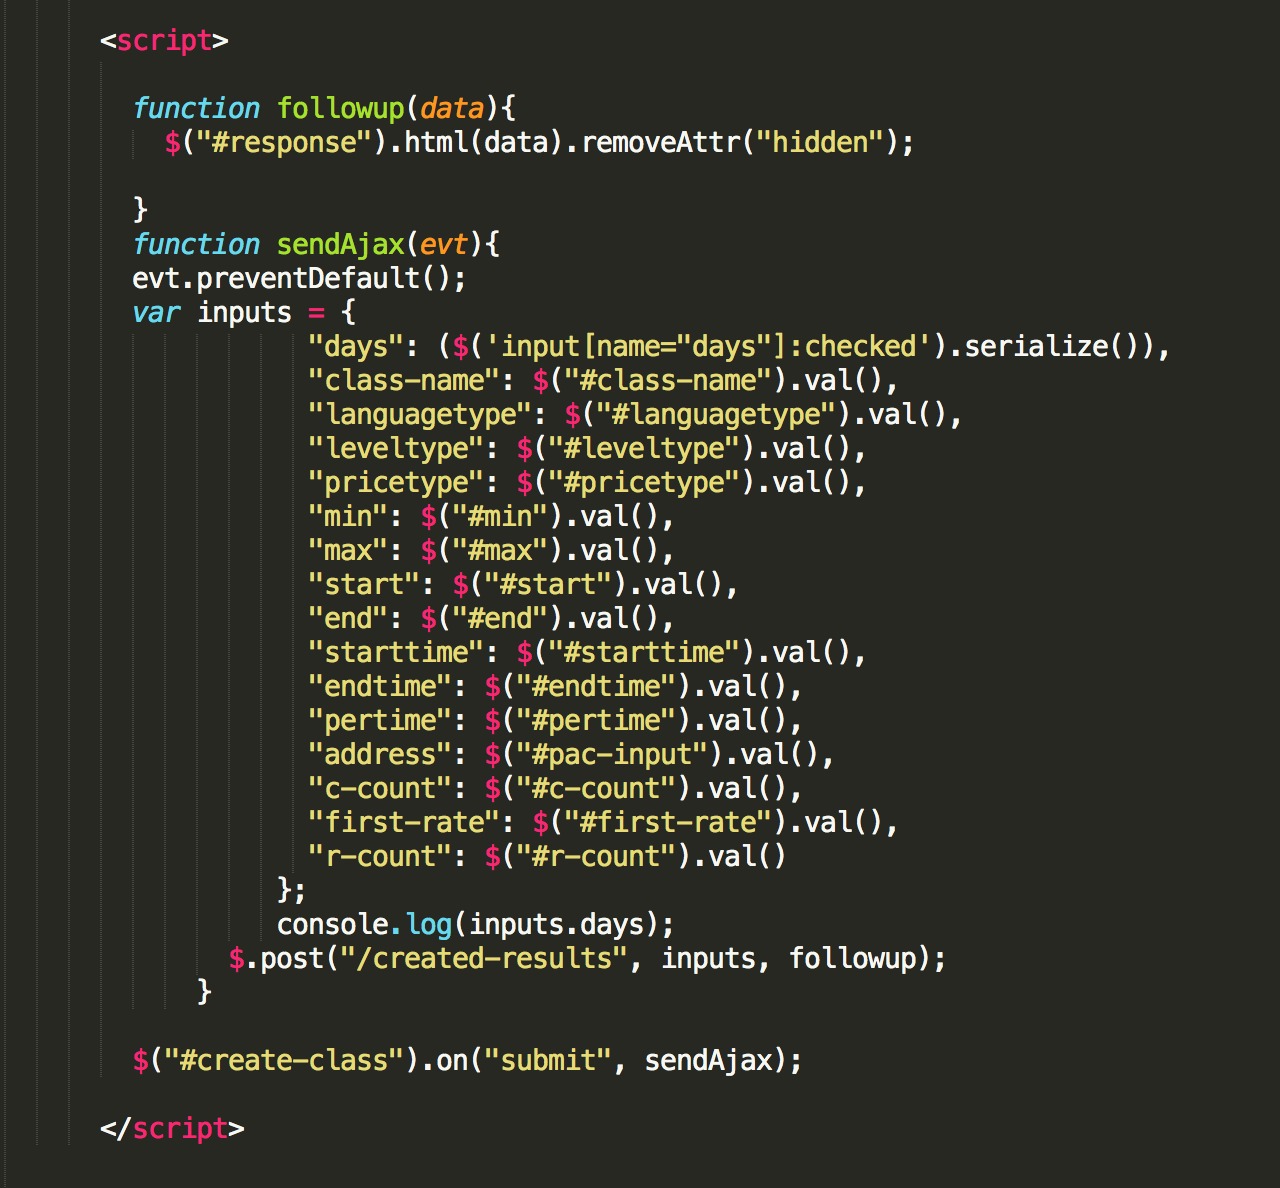 <script>
function followup(data){
$("#response").html(data).removeAttr("hidden");
}
function sendAjax(evt){
evt.preventDefault();
var inputs = {
"days": ($('input[name="days"]:checked').serialize()),
"class-name": $("#class-name").val(),
"languagetype": $("#languagetype").val(),
"leveltype": $("#leveltype").val(),
"pricetype": $("#pricetype").val(),
"min": $("#min").val(),
"max": $("#max").val(),
"start": $("#start").val(),
"end": $("#end").val(),
"starttime": $("#starttime").val(),
"endtime": $("#endtime").val(),
"pertime": $("#pertime").val(),
"address": $("#pac-input").val(),
"c-count": $("#c-count").val(),
"first-rate": $("#first-rate").val(),
"r-count": $("#r-count").val()
};
console.log(inputs.days);
$.post("/created-results", inputs, followup);
}
$("#create-class").on("submit", sendAjax);
</script>